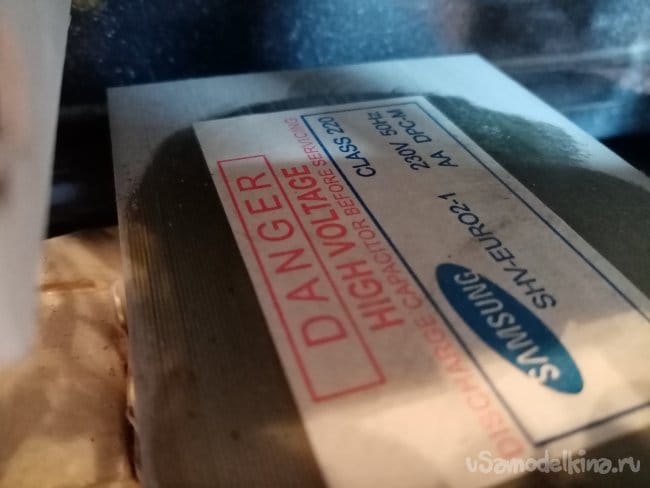 SAMSUNG
SHV-EURO2-1
AA DPC-M
230V 50Hz
CLASS 220
DANGER
HIGH VOLTAGE
DISCHARGE CAPACITOR BEFORE SERVICING
uSamodelkina.ru